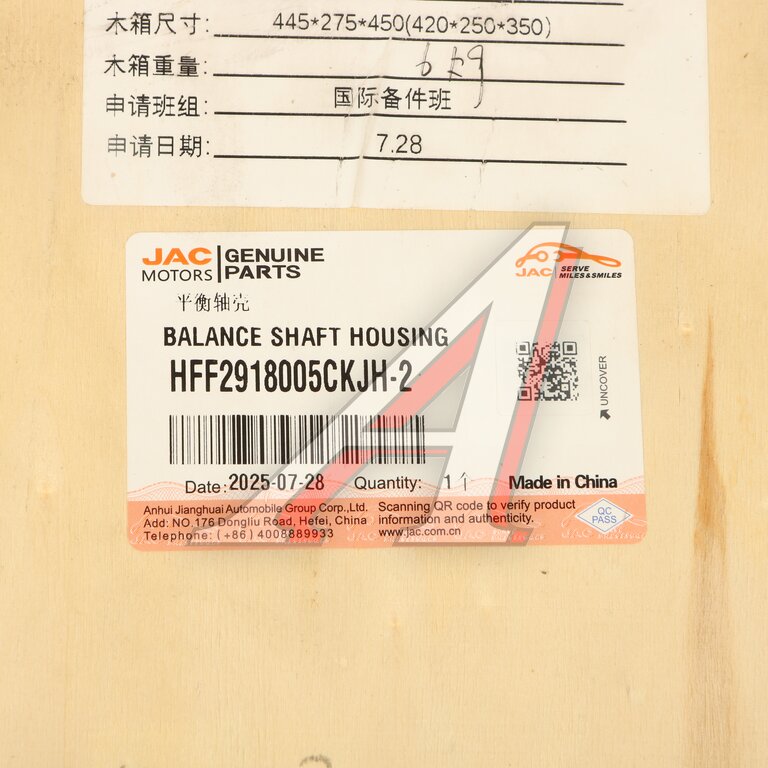 木箱尺寸: 445*275*450(420*250*350)
木箱重量:
申请班组: 国际备件班
申请日期: 7.28
JAC MOTORS GENUINE PARTS
JAC SERVE MILES&SMILES
平衡轴壳
BALANCE SHAFT HOUSING
HFF2918005CKJH-2
UNCOVER
Date: 2025-07-28 Quantity: 1个 Made in China
Anhui Jianghuai Automobile Group Corp.,Ltd.
Add: NO.176 Dongliu Road, Hefei, China
Telephone: (+86) 4008889933
Scanning QR code to verify product
information and authenticity.
www.jac.com.cn
QC PASS